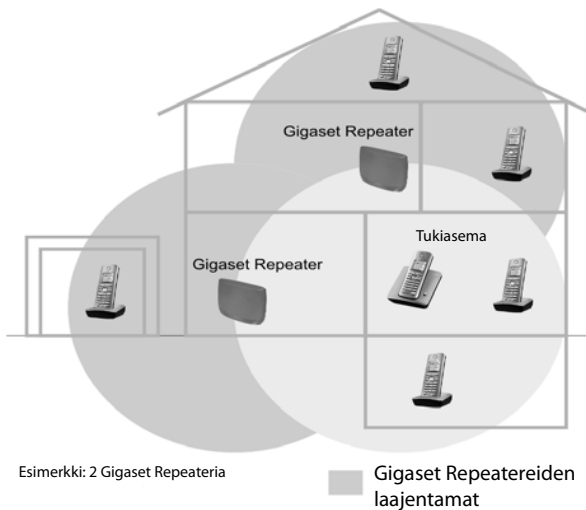 Gigaset Repeater
Tukiasema
Gigaset Repeater
Esimerkki: 2 Gigaset Repeateria
Gigaset Repeatereiden
laajentamat